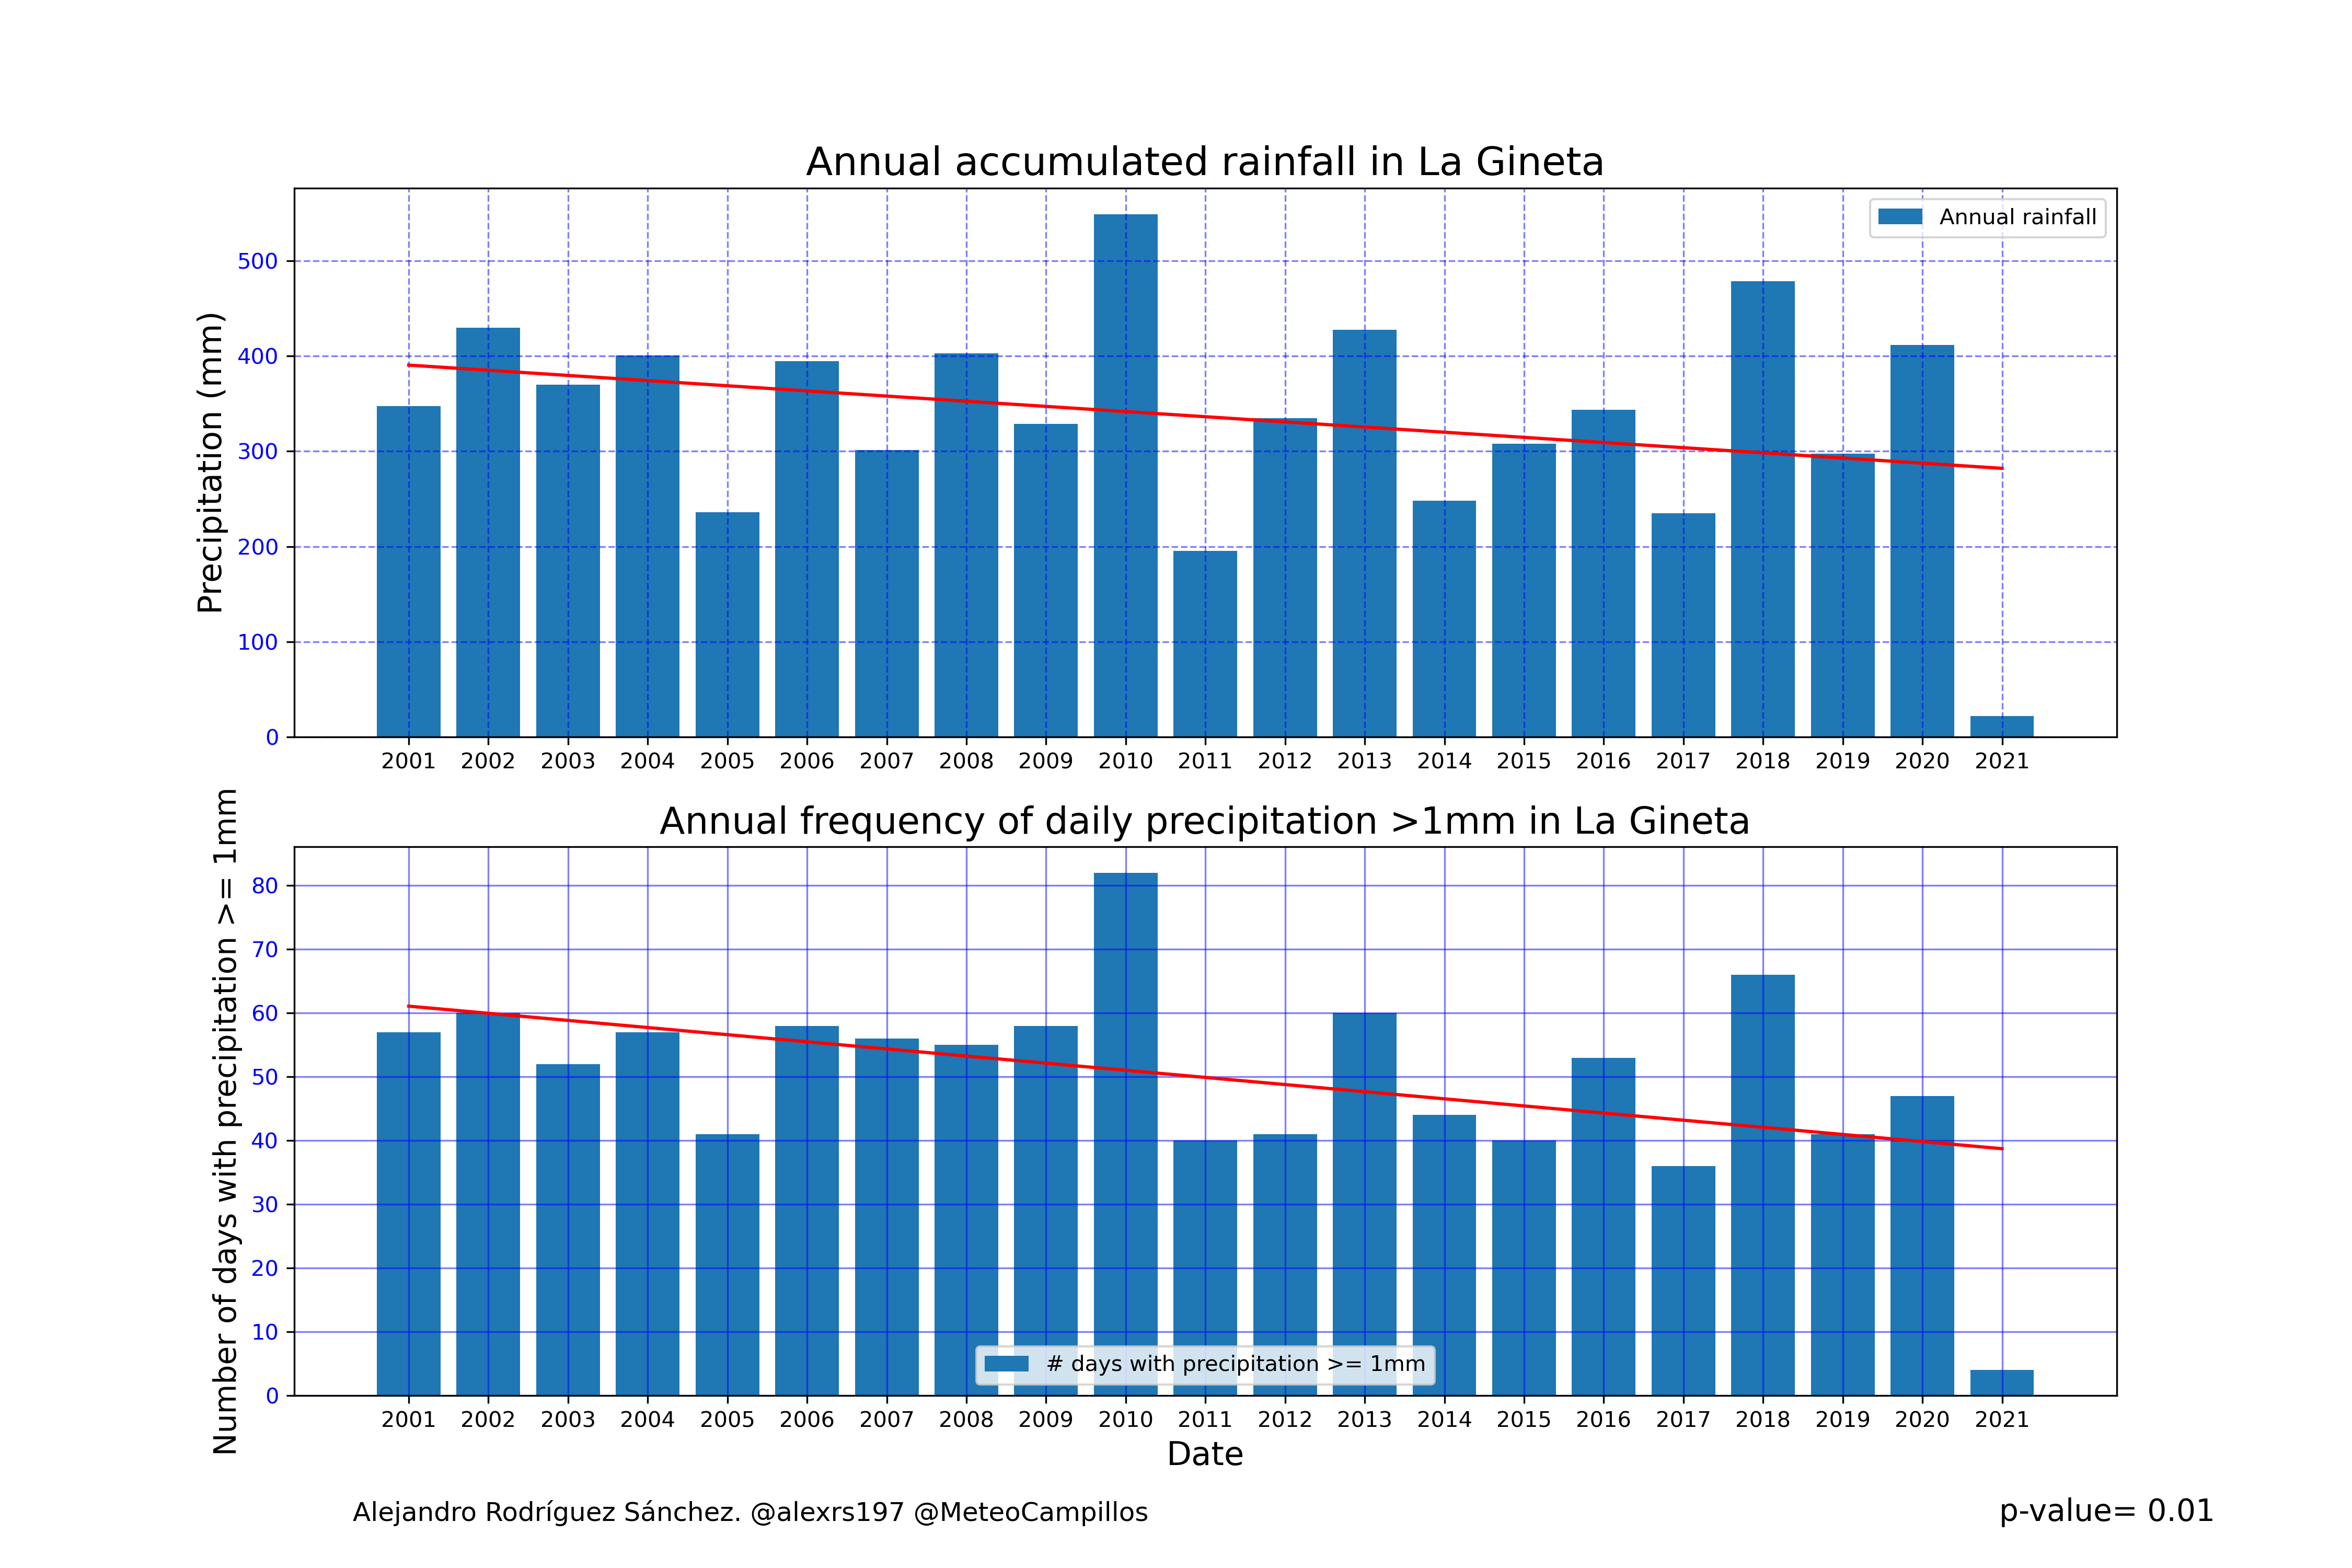 Annual accumulated rainfall in La Gineta
Precipitation (mm)
500
400
300
200
100
0
Annual rainfall
2001 2002 2003 2004 2005 2006 2007 2008 2009 2010 2011 2012 2013 2014 2015 2016 2017 2018 2019 2020 2021
Annual frequency of daily precipitation >1mm in La Gineta
Number of days with precipitation >= 1mm
80
70
60
50
40
30
20
10
0
# days with precipitation >= 1mm
2001 2002 2003 2004 2005 2006 2007 2008 2009 2010 2011 2012 2013 2014 2015 2016 2017 2018 2019 2020 2021
Date
Alejandro Rodríguez Sánchez. @alexrs197 @MeteoCampillos
p-value= 0.01